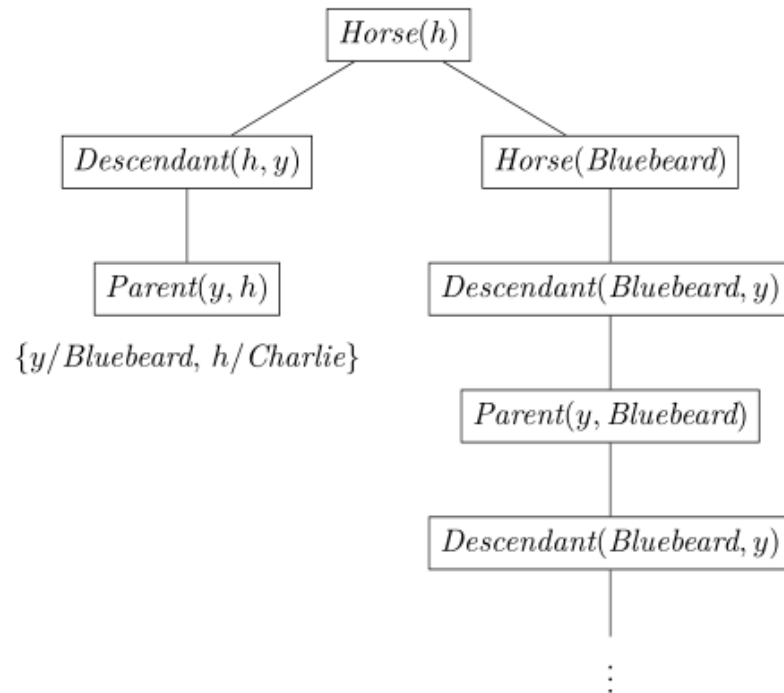 Horse(h)
Descendant(h, y)
Horse(Bluebeard)
Parent(y, h)
Descendant(Bluebeard, y)
{y/Bluebeard, h/Charlie}
Parent(y, Bluebeard)
Descendant(Bluebeard, y)
⋮